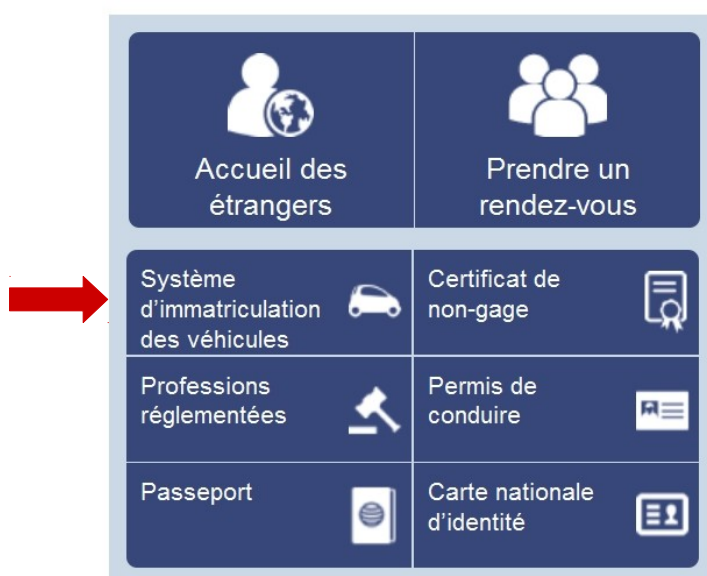 Accueil des
étrangers
Prendre un
rendez-vous
Système
d'immatriculation
des véhicules
Certificat de
non-gage
Professions
réglementées
Permis de
conduire
Passeport
Carte nationale
d'identité